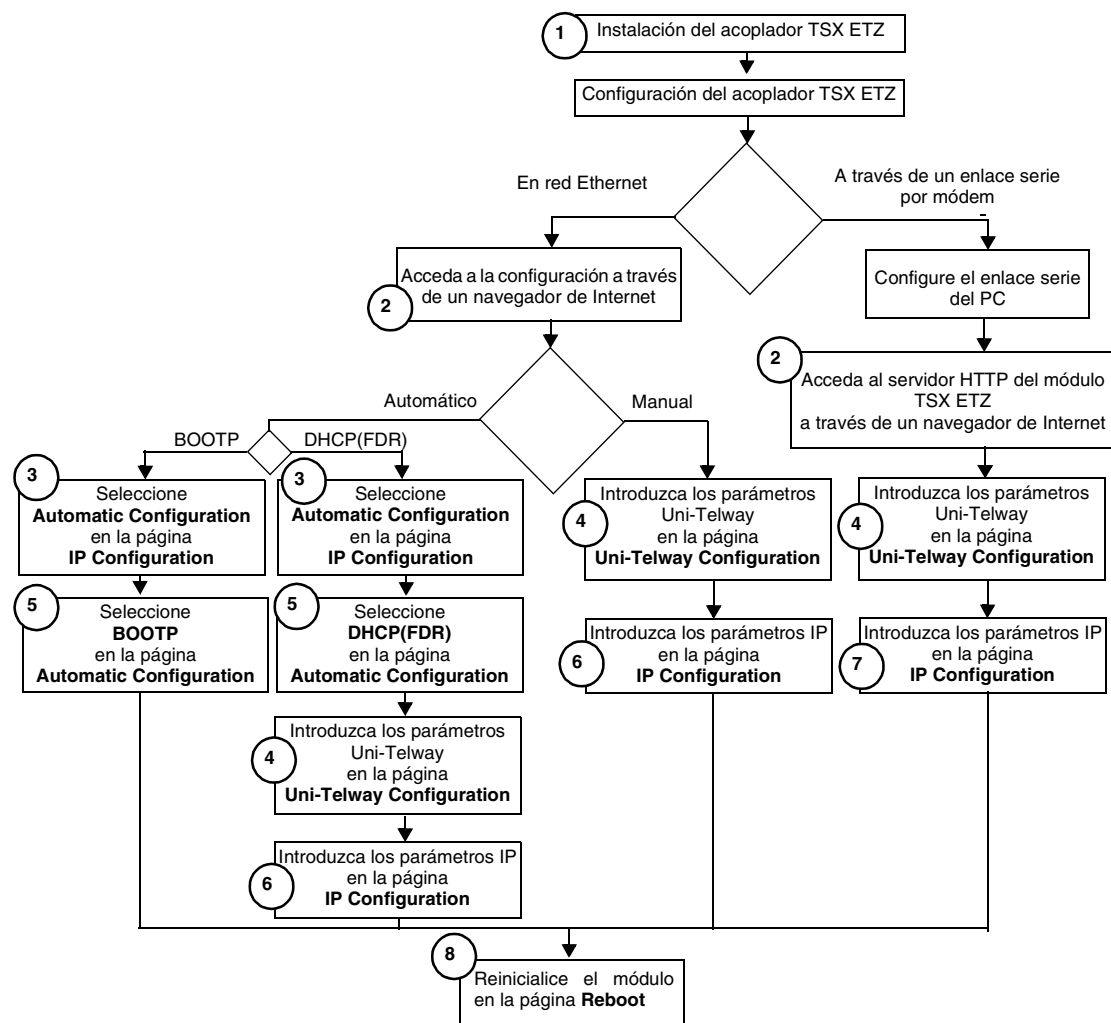 1
Instalación del acoplador TSX ETZ
Configuración del acoplador TSX ETZ
En red Ethernet
A través de un enlace serie
por módem
Acceda a la configuración a través
de un navegador de Internet
2
Configure el enlace serie
del PC
2
Acceda al servidor HTTP del módulo
TSX ETZ
a través de un navegador de Internet
Automático
Manual
BOOTP
DHCP(FDR)
3
Seleccione
Automatic Configuration
en la página
IP Configuration
3
Seleccione
Automatic Configuration
en la página
IP Configuration
4
Introduzca los parámetros
Uni-Telway
en la página
Uni-Telway Configuration
4
Introduzca los parámetros
Uni-Telway
en la página
Uni-Telway Configuration
5
Seleccione
BOOTP
en la página
Automatic Configuration
5
Seleccione
DHCP(FDR)
en la página
Automatic Configuration
6
Introduzca los parámetros IP
en la página
IP Configuration
7
Introduzca los parámetros IP
en la página
IP Configuration
4
Introduzca los parámetros
Uni-Telway
en la página
Uni-Telway Configuration
6
Introduzca los parámetros IP
en la página
IP Configuration
8
Reinicialice el módulo
en la página Reboot